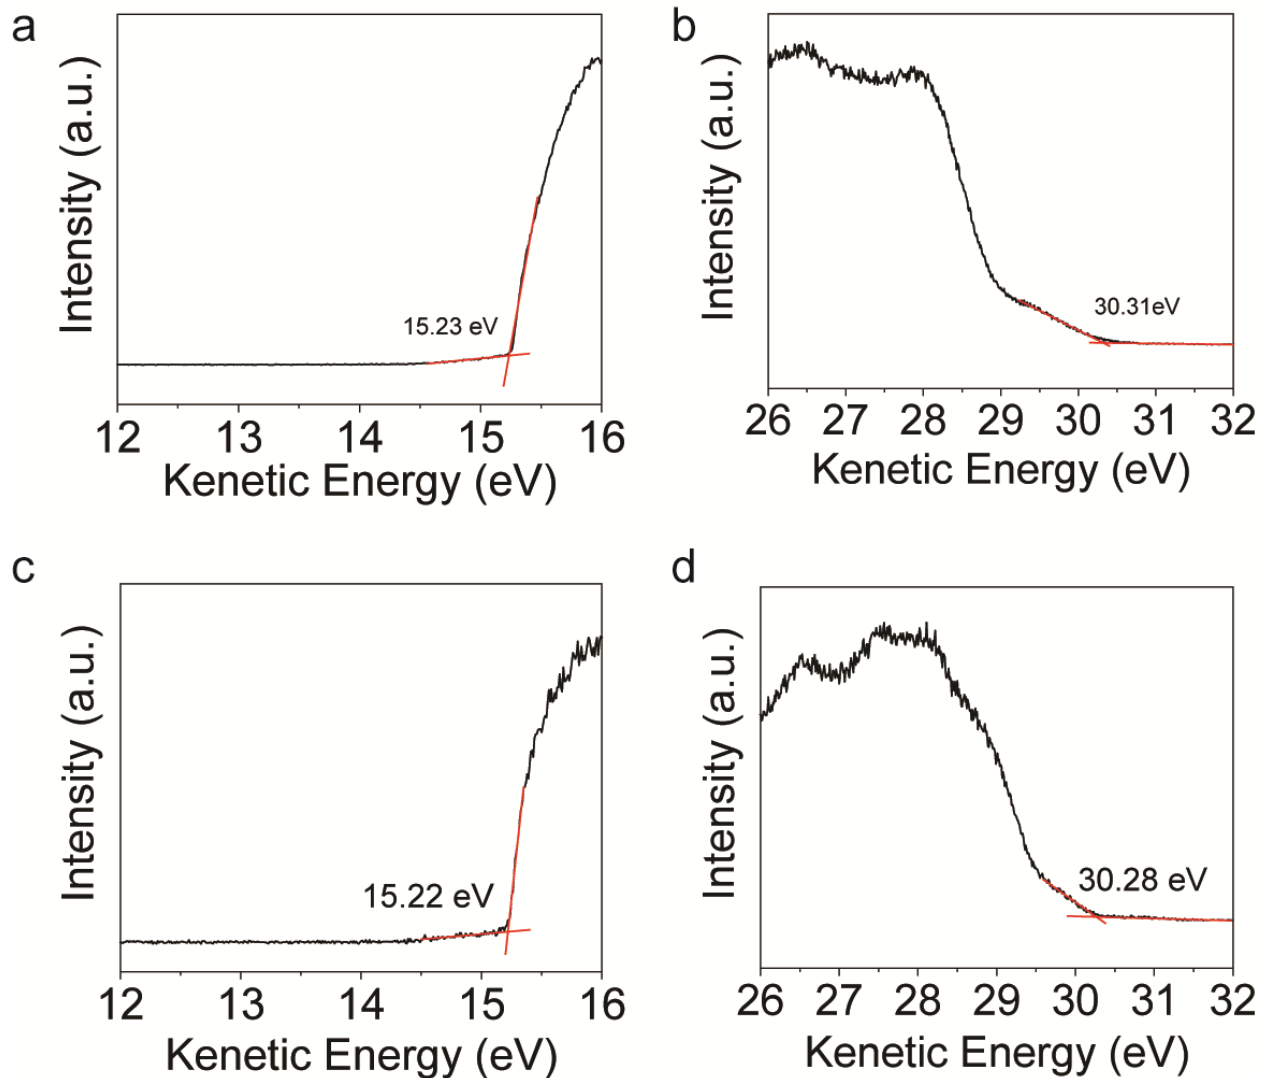 a
Intensity (a.u.)
15.23 eV
12 13 14 15 16
Kenetic Energy (eV)
b
Intensity (a.u.)
30.31eV
26 27 28 29 30 31 32
Kenetic Energy (eV)
c
Intensity (a.u.)
15.22 eV
12 13 14 15 16
Kenetic Energy (eV)
d
Intensity (a.u.)
30.28 eV
26 27 28 29 30 31 32
Kenetic Energy (eV)